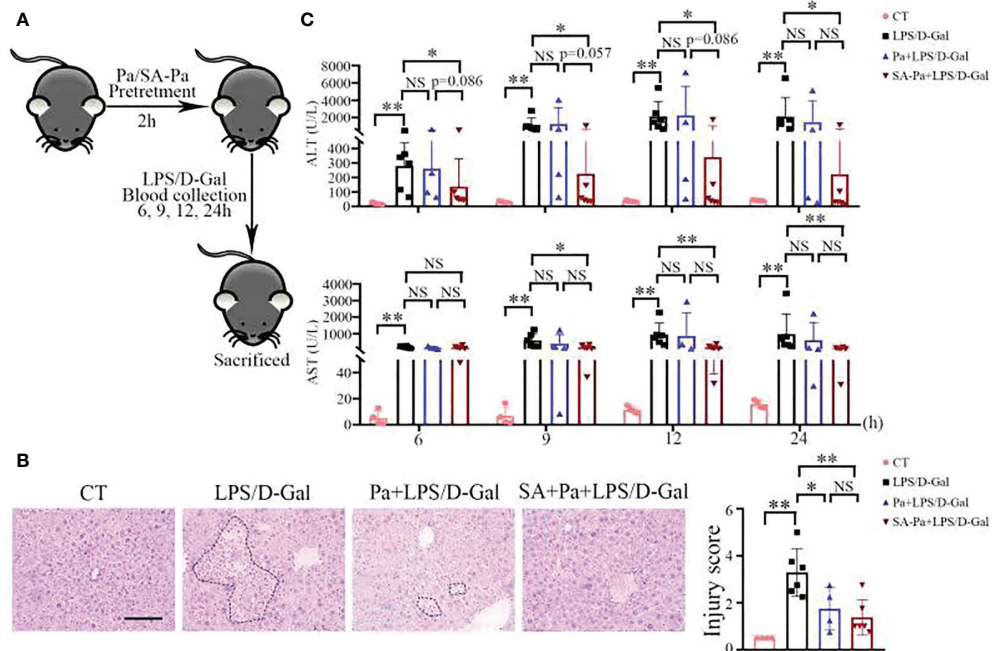 A
Pa/SA-Pa
Pretreatment
2h
LPS/D-Gal
Blood collection
6, 9, 12, 24h
Sacrificed
C
CT
LPS/D-Gal
Pa+LPS/D-Gal
SA-Pa+LPS/D-Gal
ALT (U/L)
8000
6000
4000
2000
400
300
200
100
0
** NS p=0.086 *
** NS p=0.057 *
** NS p=0.086 *
** NS NS *
AST (U/L)
4000
3000
2000
1000
40
20
0
** NS NS NS
** NS NS *
** NS NS **
** NS NS **
6 9 12 24 (h)
B
CT LPS/D-Gal Pa+LPS/D-Gal SA+Pa+LPS/D-Gal
Injury score
6
4
2
0
** * NS **
CT
LPS/D-Gal
Pa+LPS/D-Gal
SA-Pa+LPS/D-Gal